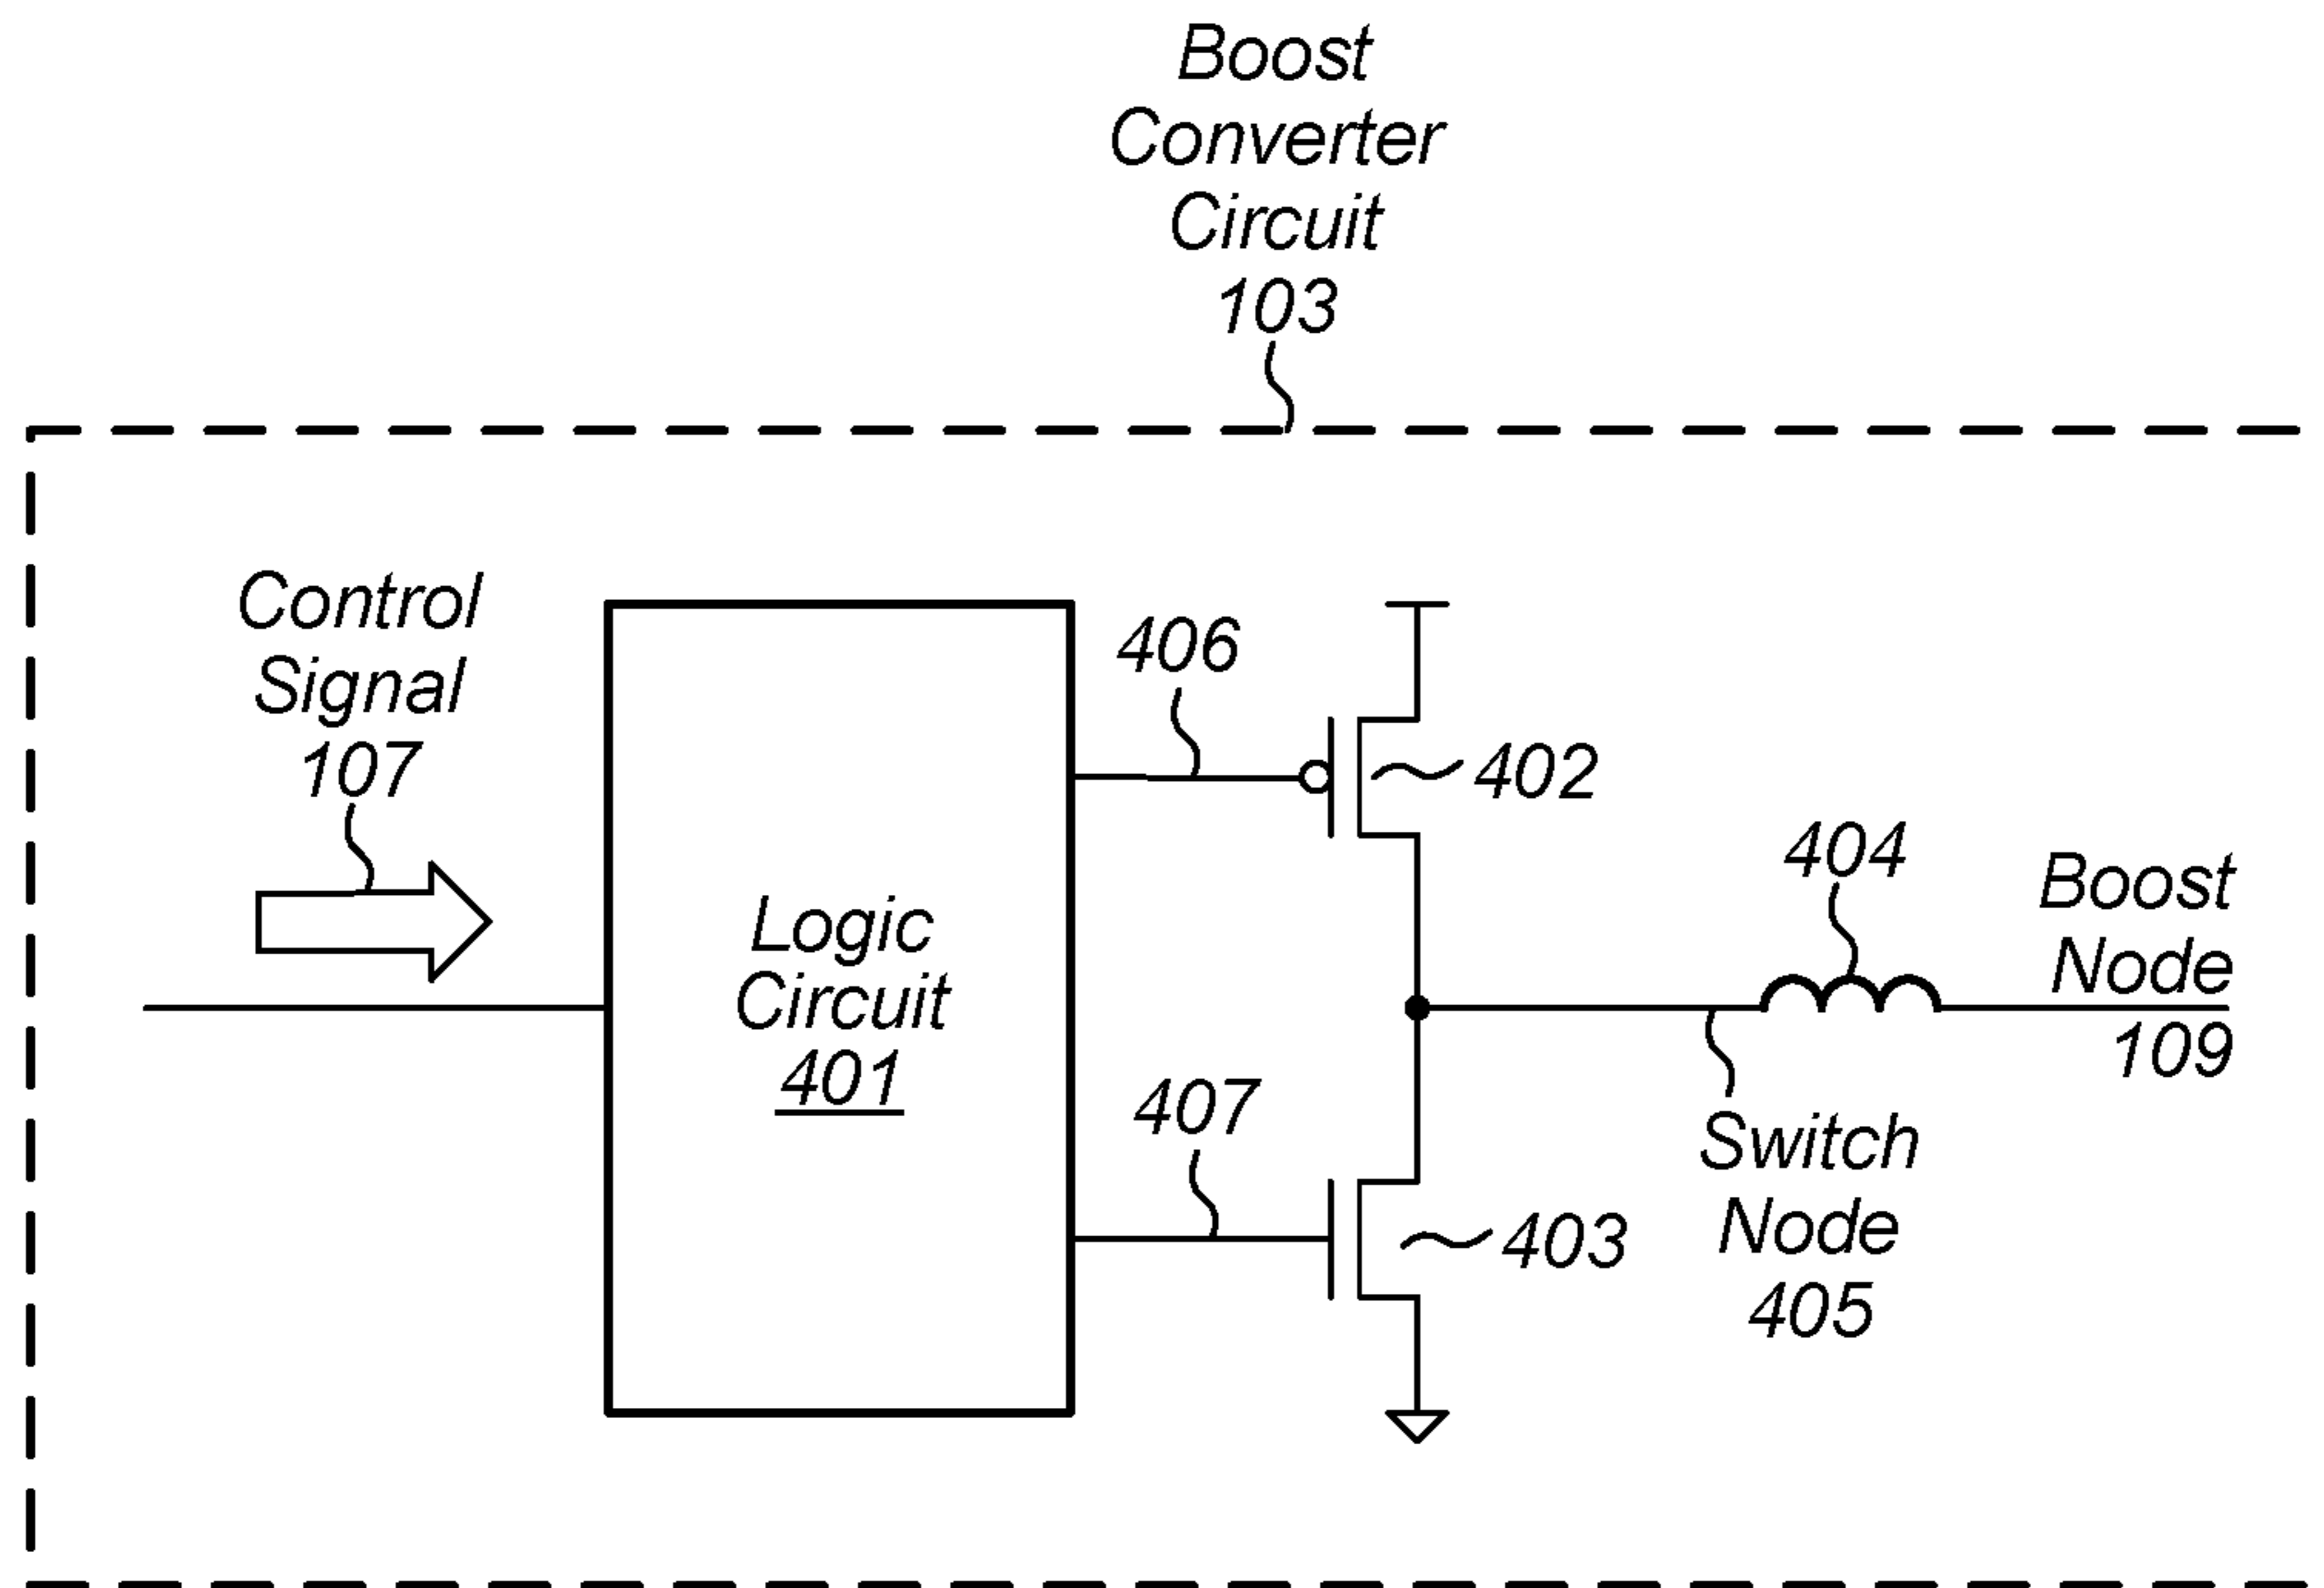 Boost
Converter
Circuit
103
Control
Signal
107
406
402
404
Boost
Node
109
Logic
Circuit
401
407
403
Switch
Node
405